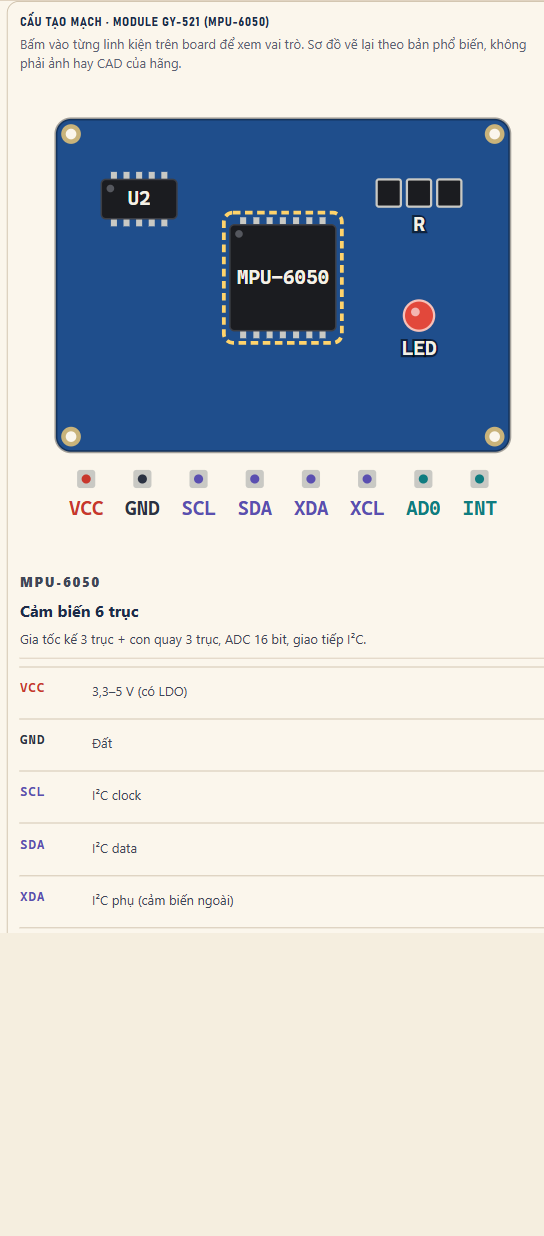 CẤU TẠO MẠCH · MODULE GY-521 (MPU-6050)
Bấm vào từng linh kiện trên board để xem vai trò. Sơ đồ vẽ lại theo bản phổ biến, không
phải ảnh hay CAD của hãng.
U2
R
MPU-6050
LED
VCC GND SCL SDA XDA XCL AD0 INT
MPU-6050
Cảm biến 6 trục
Gia tốc kế 3 trục + con quay 3 trục, ADC 16 bit, giao tiếp I²C.
VCC 3,3–5 V (có LDO)
GND Đất
SCL I²C clock
SDA I²C data
XDA I²C phụ (cảm biến ngoài)